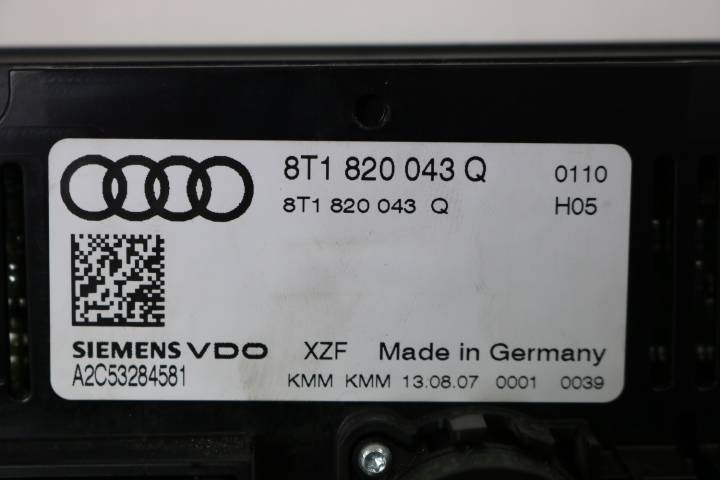 8T1 820 043 Q 0110
8T1 820 043 Q H05
SIEMENS VDO XZF Made in Germany
A2C53284581 KMM KMM 13.08.07 0001 0039